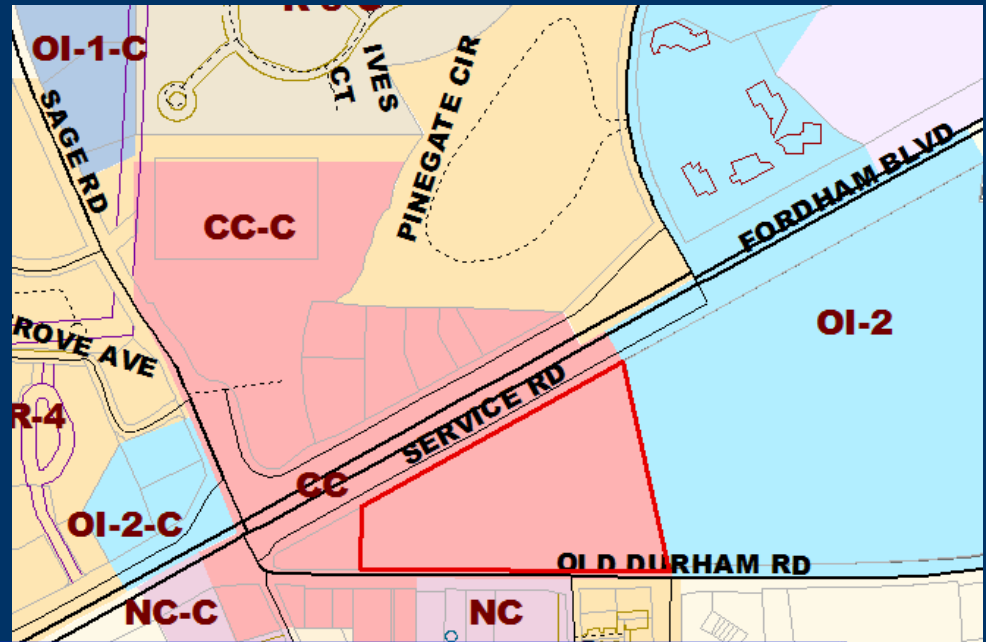 OI-1-C
IVES
CT
PINEGATE CIR
SAGE RD
FORDHAM BLVD
CC-C
OI-2
ROVE AVE
SERVICE RD
R-4
CC
OI-2-C
OLD DURHAM RD
NC-C
NC